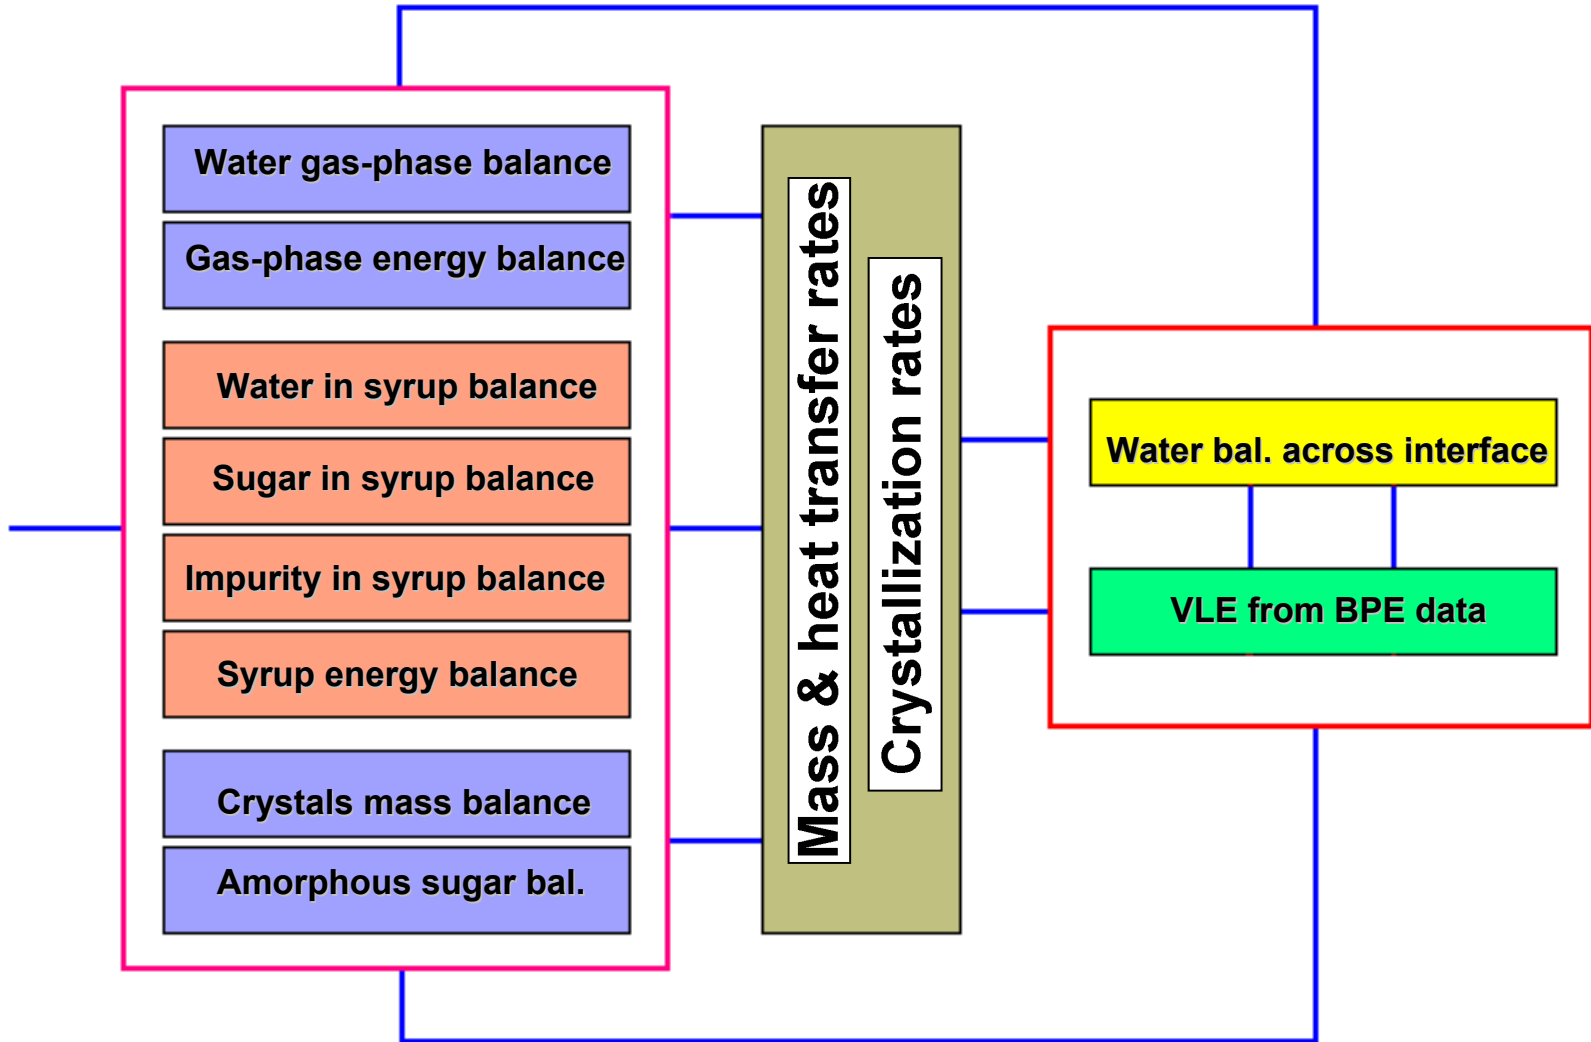 Water gas-phase balance
Gas-phase energy balance
Water in syrup balance
Sugar in syrup balance
Impurity in syrup balance
Syrup energy balance
Crystals mass balance
Amorphous sugar bal.
Mass & heat transfer rates
Crystallization rates
Water bal. across interface
VLE from BPE data